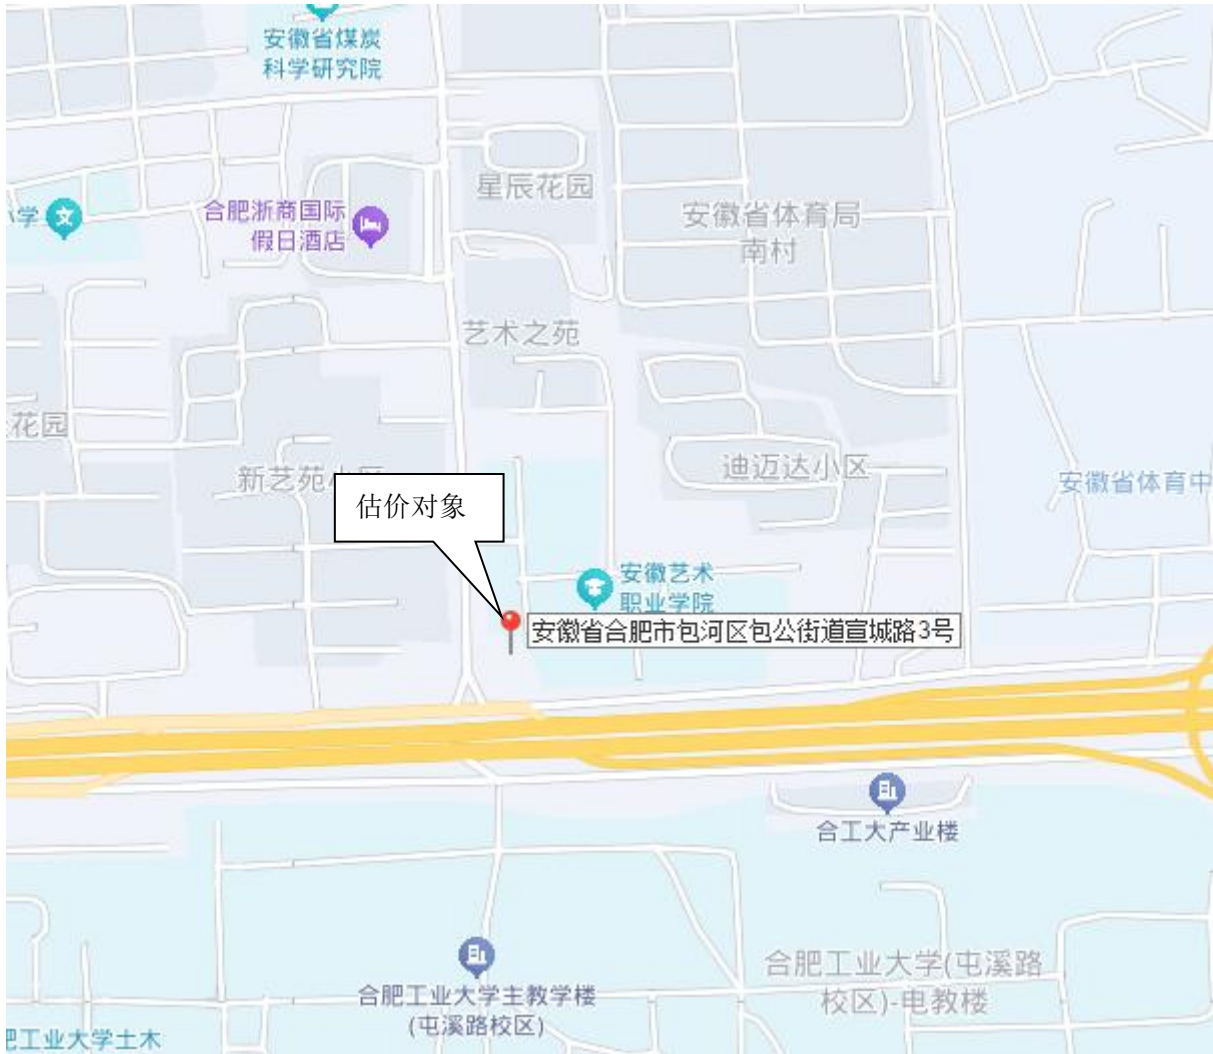 安徽省煤炭
科学研究院
星辰花园
小学
合肥浙商国际
假日酒店
安徽省体育局
南村
艺术之苑
花园
新艺苑小区
迪迈达小区
安徽省体育中
估价对象
安徽艺术
职业学院
安徽省合肥市包河区包公街道宣城路3号
合工大产业楼
合肥工业大学(屯溪路
校区)-电教楼
合肥工业大学主教学楼
(屯溪路校区)
肥工业大学土木